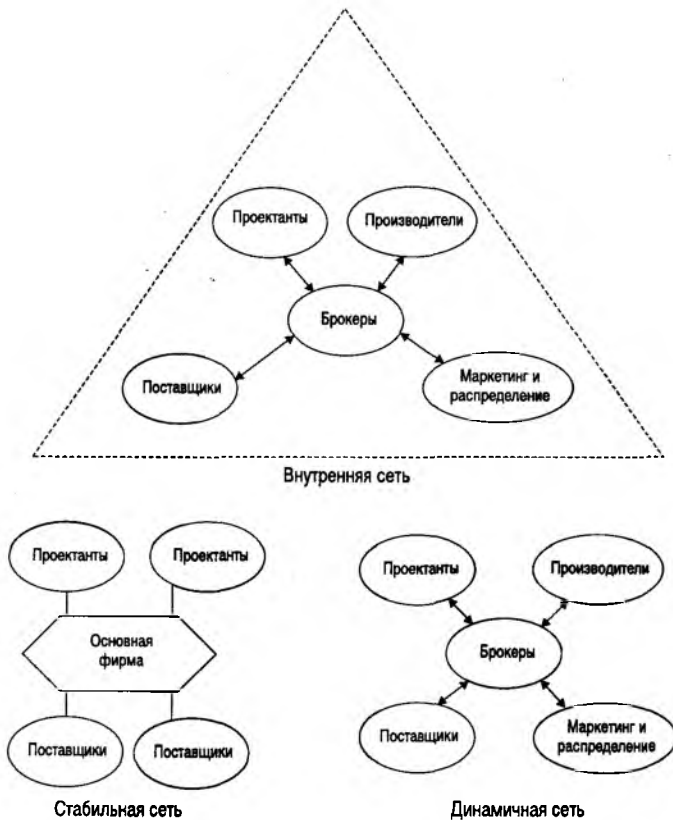 Проектанты
Производители
Брокеры
Поставщики
Маркетинг и
распределение
Внутренняя сеть
Проектанты
Проектанты
Основная
фирма
Поставщики
Поставщики
Стабильная сеть
Проектанты
Производители
Брокеры
Поставщики
Маркетинг и
распределение
Динамичная сеть